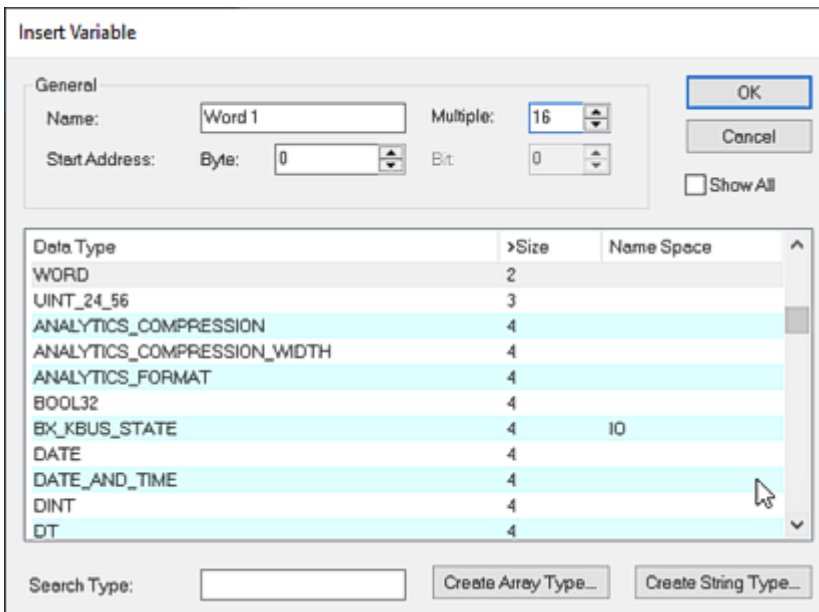 Insert Variable
General
Name: Word 1 Multiple: 16 OK
Start Address: Byte: 0 Bit: 0 Cancel
Show All
Data Type >Size Name Space
WORD 2
UINT_24_56 3
ANALYTICS_COMPRESSION 4
ANALYTICS_COMPRESSION_WIDTH 4
ANALYTICS_FORMAT 4
BOOL32 4
BX_KBUS_STATE 4 IO
DATE 4
DATE_AND_TIME 4
DINT 4
DT 4
Search Type: Create Array Type... Create String Type...